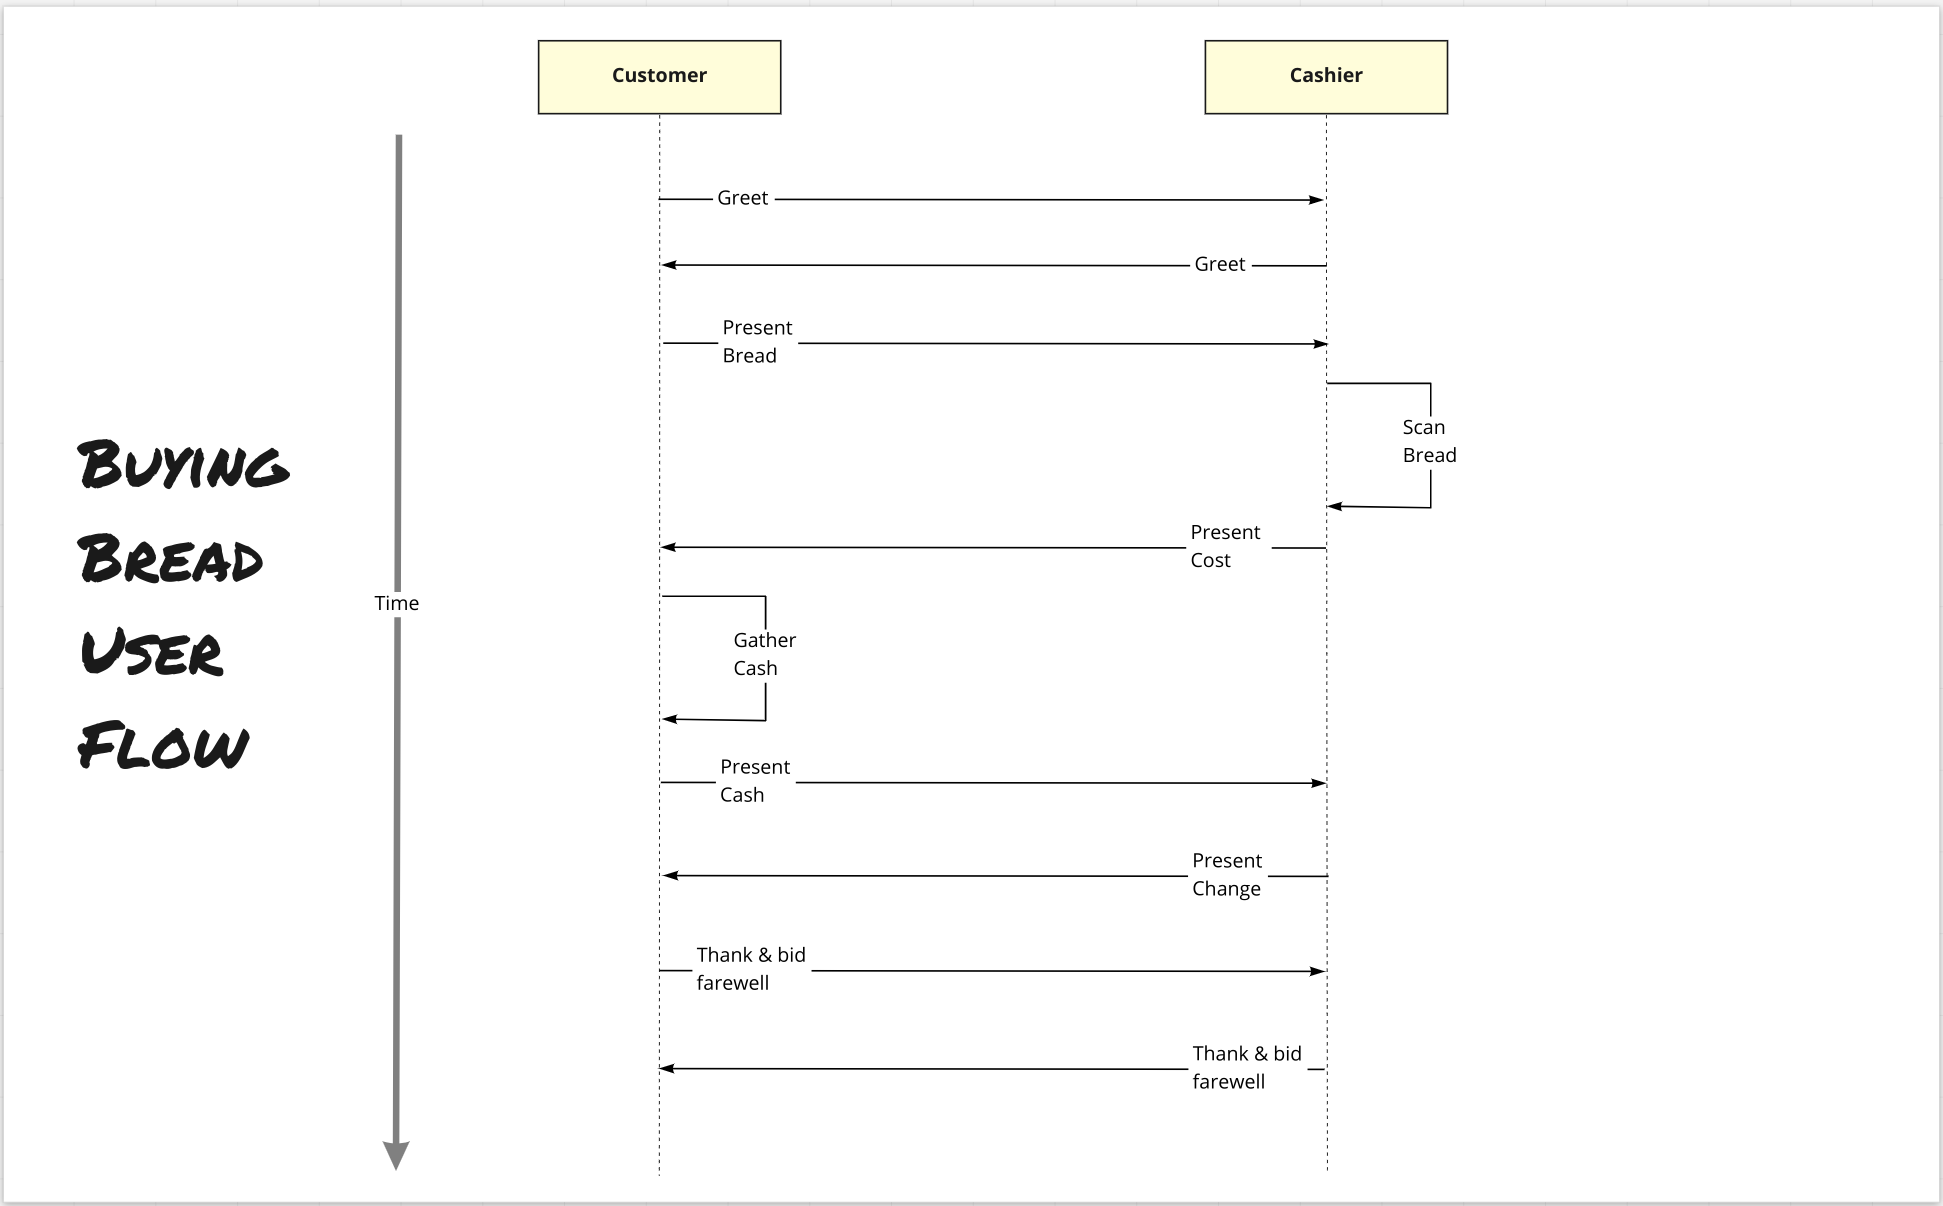 Customer
Cashier
Greet
Greet
Present
Bread
Scan
Bread
Present
Cost
Buying
Bread
User
Flow
Time
Gather
Cash
Present
Cash
Present
Change
Thank & bid
farewell
Thank & bid
farewell